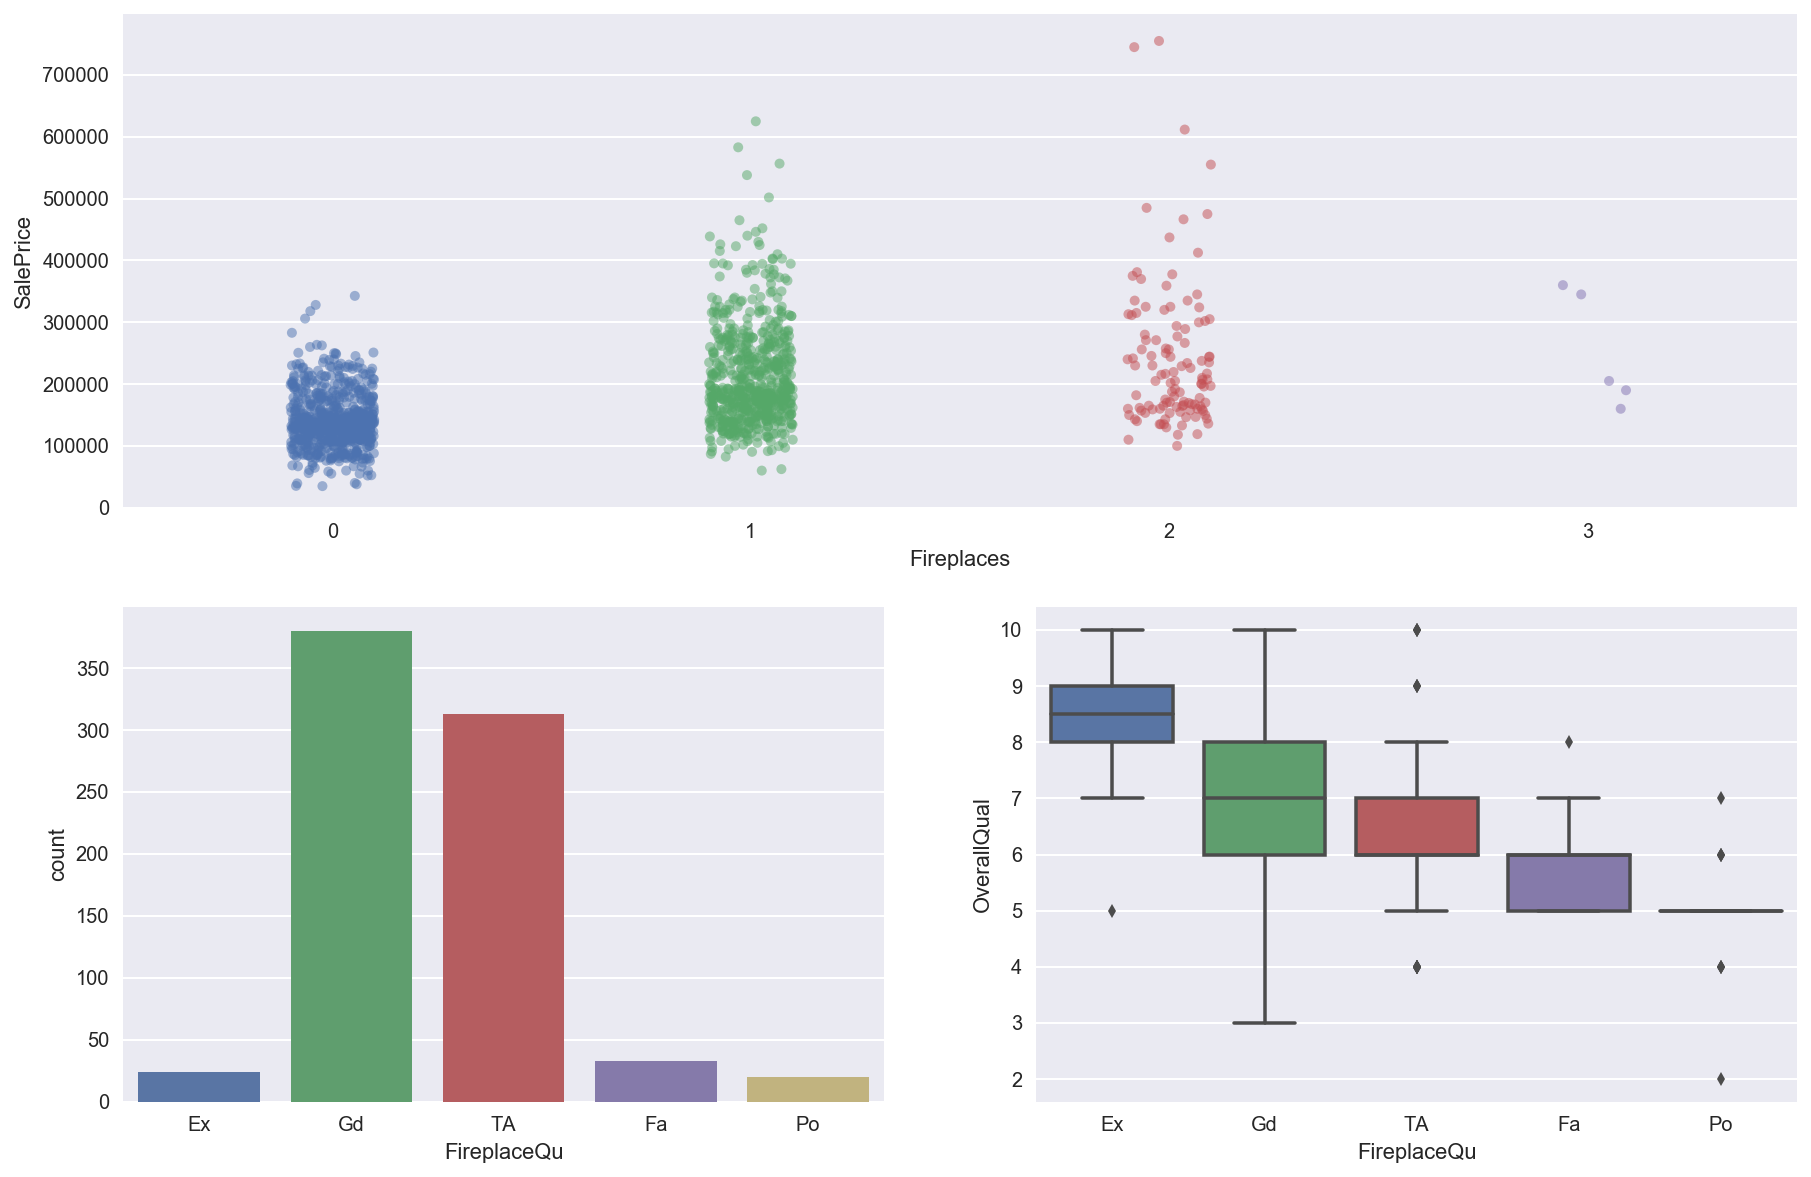 700000
600000
500000
400000
300000
200000
100000
0
SalePrice
0 1 2 3
Fireplaces
350
300
250
200
150
100
50
0
count
Ex Gd TA Fa Po
FireplaceQu
10
9
8
7
6
5
4
3
2
OverallQual
Ex Gd TA Fa Po
FireplaceQu